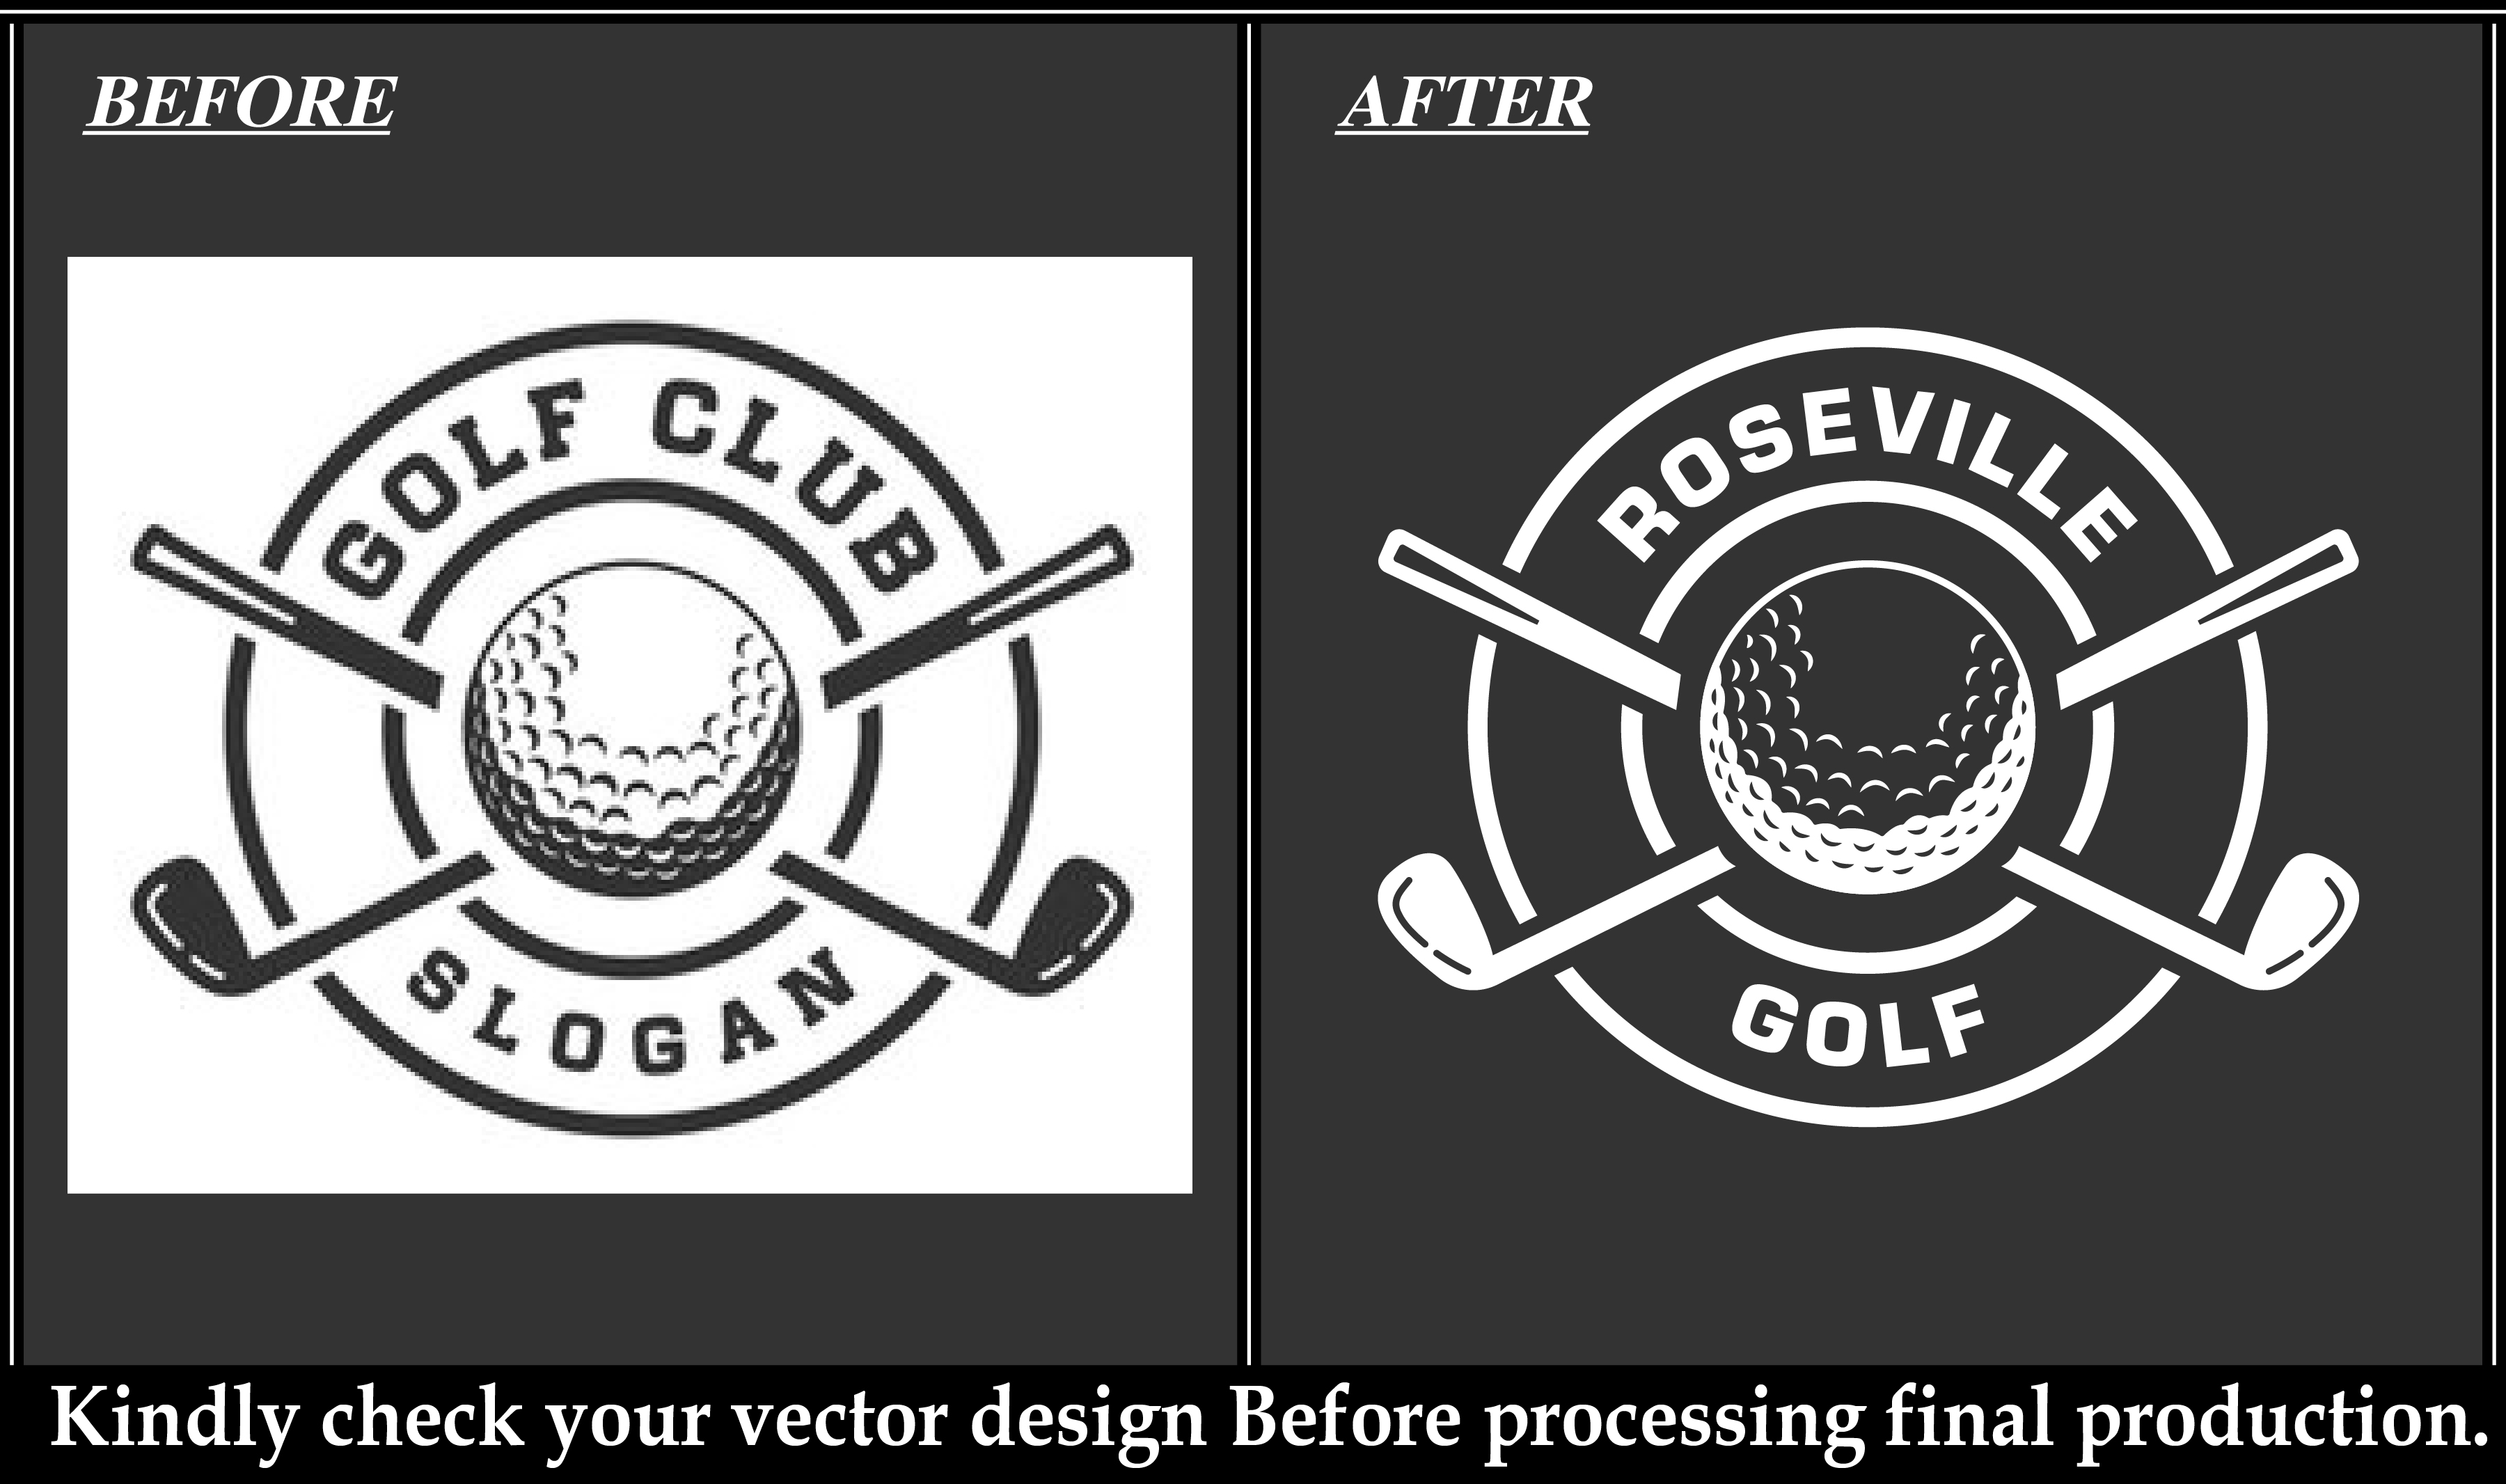 BEFORE
GOLF CLUB
SLOGAN
AFTER
ROSEVILLE
GOLF
Kindly check your vector design Before processing final production.